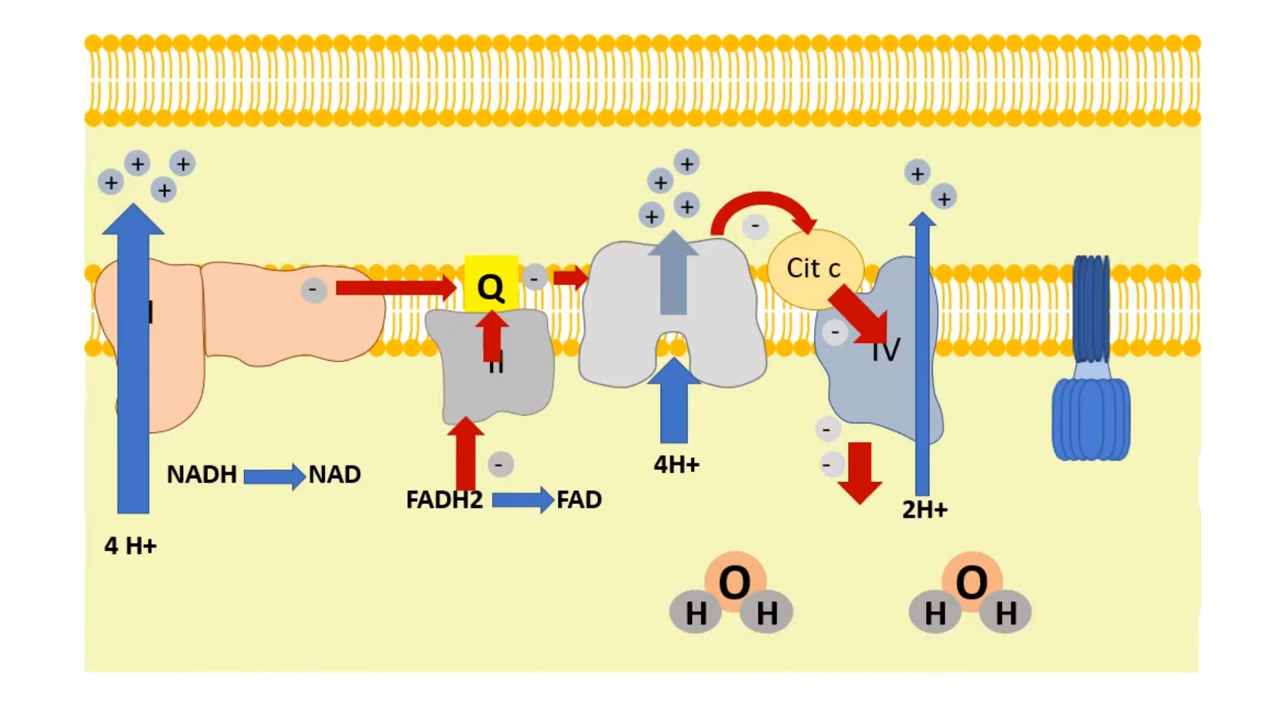 + + + +
+ + + +
+ +
I
-
Q
-
-
Cit c
-
II
IV
-
-
-
NADH
NAD
FADH2
FAD
4H+
4 H+
2H+
O
H H
O
H H